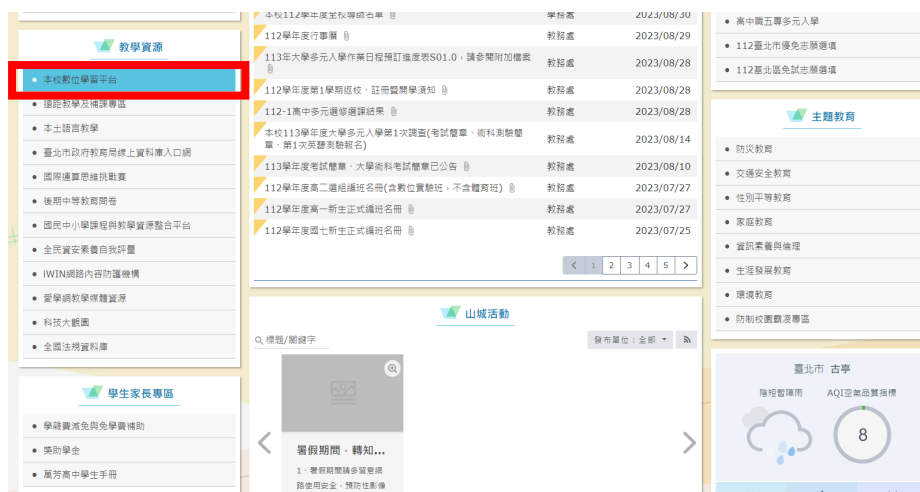 教學資源
本校數位學習平台
遠距教學及補課專區
本土語言教學
臺北市政府教育局線上資料庫入口網
國際運算思維挑戰賽
後期中等教育問卷
國民中小學課程與教學資源整合平台
全民資安素養自我評量
iWIN網路內容防護機構
愛學網教學媒體資源
科技大觀園
全國法規資料庫
學生家長專區
學雜費減免與免學費補助
獎助學金
萬芳高中學生手冊
本校112學年度全校導師名單 學務處 2023/08/30
112學年度行事曆 教務處 2023/08/29
113年大學多元入學作業日程預訂進度表S01.0，請參閱附加檔案 教務處 2023/08/28
112學年度第1學期返校、註冊暨開學須知 教務處 2023/08/28
112-1高中多元選修選課結果 教務處 2023/08/28
本校113學年度大學多元入學第1次調查(考試簡章、術科測驗簡
章、第1次英聽測驗報名) 教務處 2023/08/14
113學年度考試簡章、大學術科考試簡章已公告 教務處 2023/08/10
112學年度高二選組編班名冊(含數位實驗班，不含體育班) 教務處 2023/07/27
112學年度高一新生正式編班名冊 教務處 2023/07/27
112學年度國七新生正式編班名冊 教務處 2023/07/25
1 2 3 4 5
山城活動
標題/關鍵字
發布單位：全部
暑假期間，轉知...
1、暑假期間請多留意網
路使用安全，預防性影像
高中職五專多元入學
112臺北市優免志願選填
112基北區免試志願選填
主題教育
防災教育
交通安全教育
性別平等教育
家庭教育
資訊素養與倫理
生涯發展教育
環境教育
防制校園霸凌專區
臺北市 古亭
陰短暫陣雨
AQI空氣品質指標
8